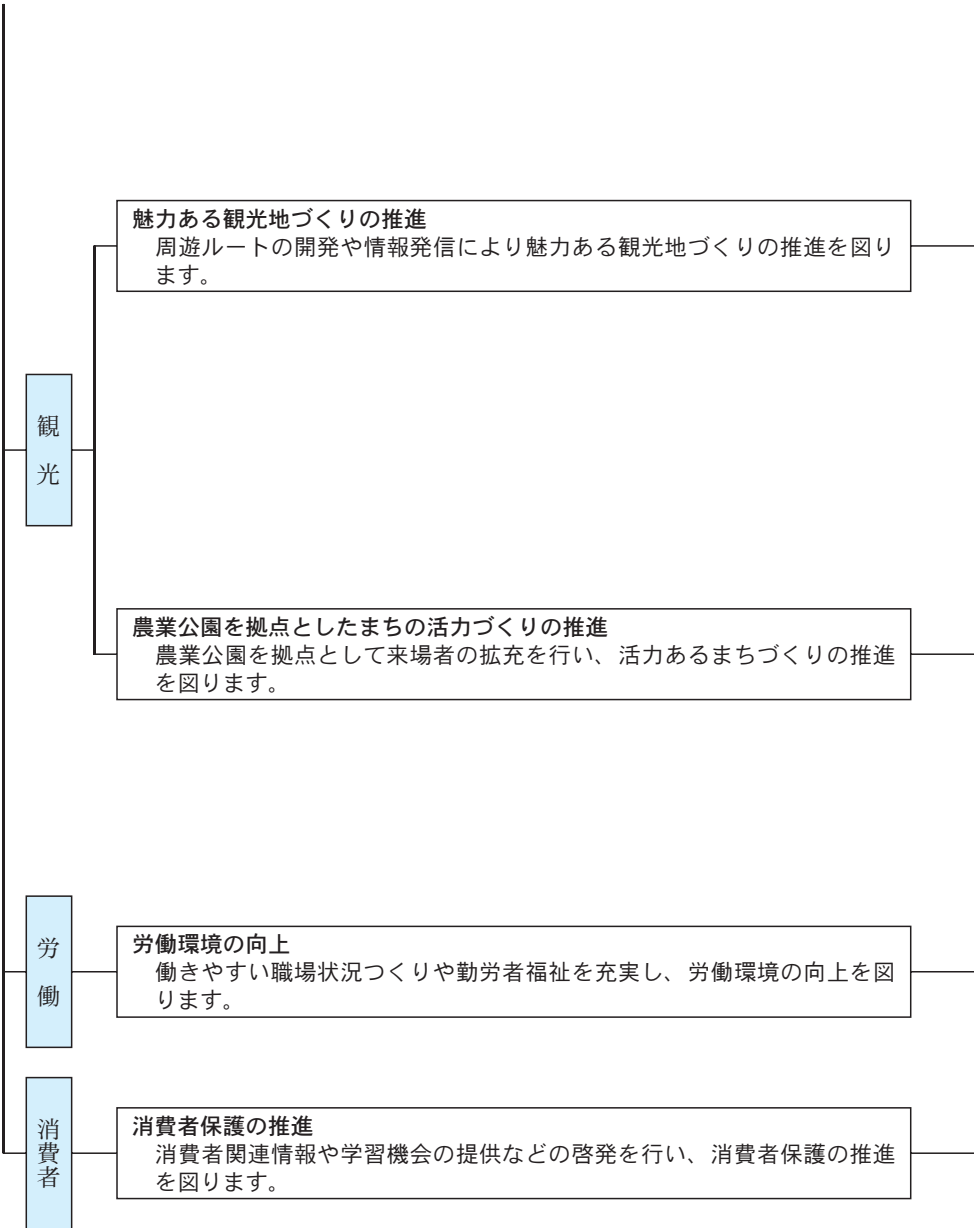 魅力ある観光地づくりの推進
周遊ルートの開発や情報発信により魅力ある観光地づくりの推進を図り
ます。
観光
農業公園を拠点としたまちの活力づくりの推進
農業公園を拠点として来場者の拡充を行い、活力あるまちづくりの推進
を図ります。
労働
労働環境の向上
働きやすい職場状況つくりや勤労者福祉を充実し、労働環境の向上を図
ります。
消費者
消費者保護の推進
消費者関連情報や学習機会の提供などの啓発を行い、消費者保護の推進
を図ります。